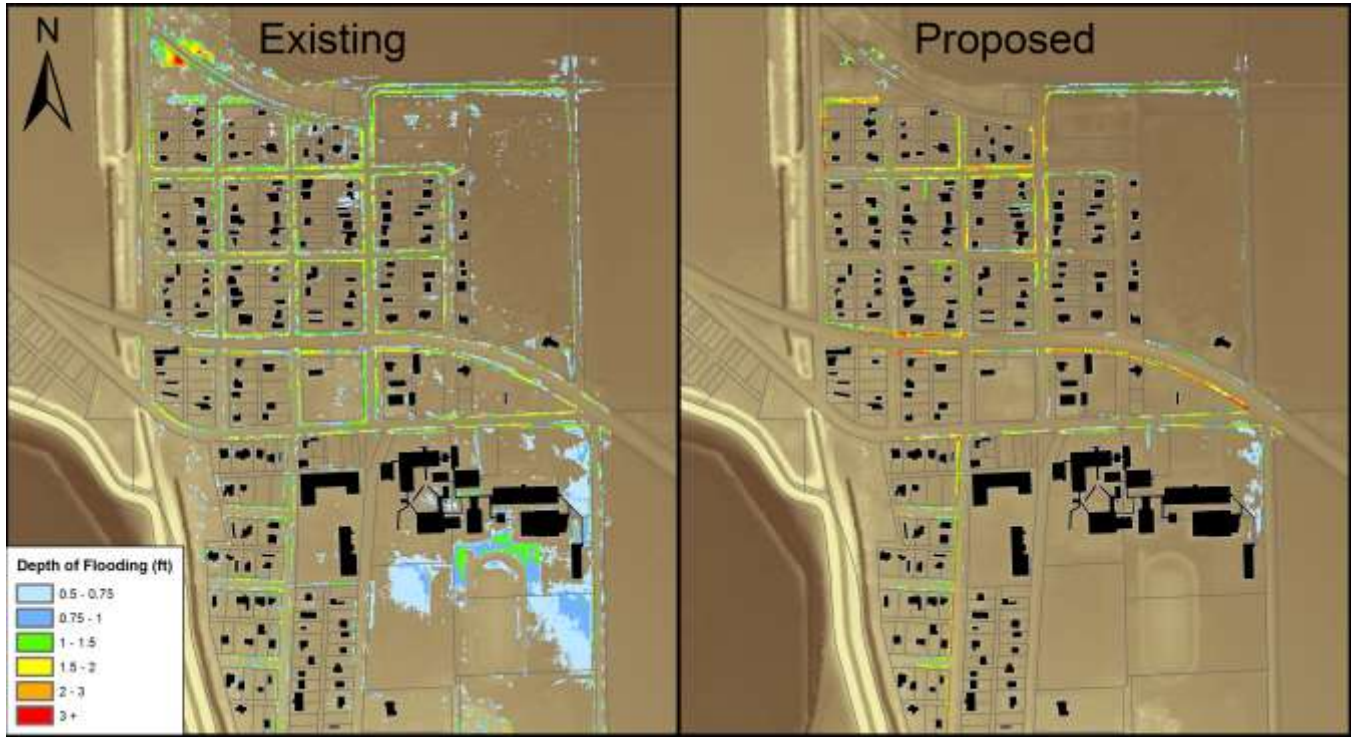 N
Existing
Proposed
Depth of Flooding (ft)
0.5 - 0.75
0.75 - 1
1 - 1.5
1.5 - 2
2 - 3
3 +